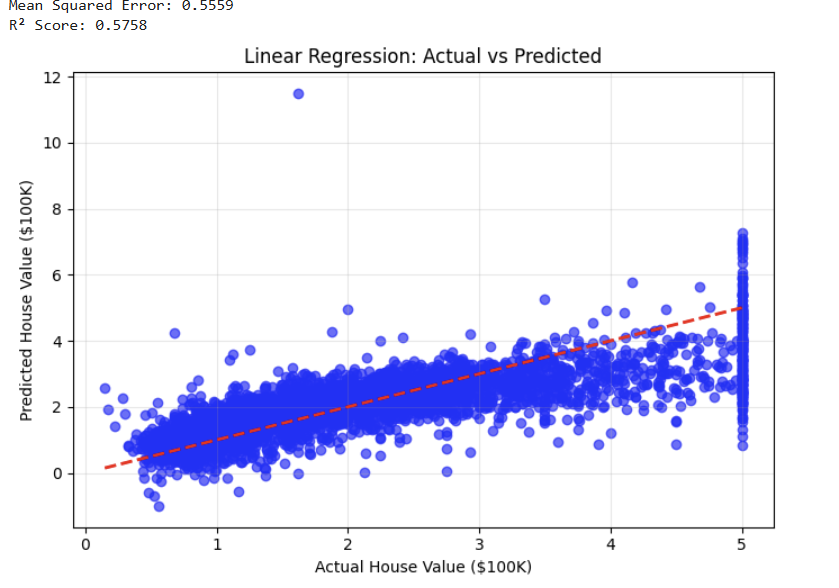 Mean Squared Error: 0.5559
R² Score: 0.5758
Linear Regression: Actual vs Predicted
12
10
8
6
4
2
0
Predicted House Value ($100K)
0 1 2 3 4 5
Actual House Value ($100K)